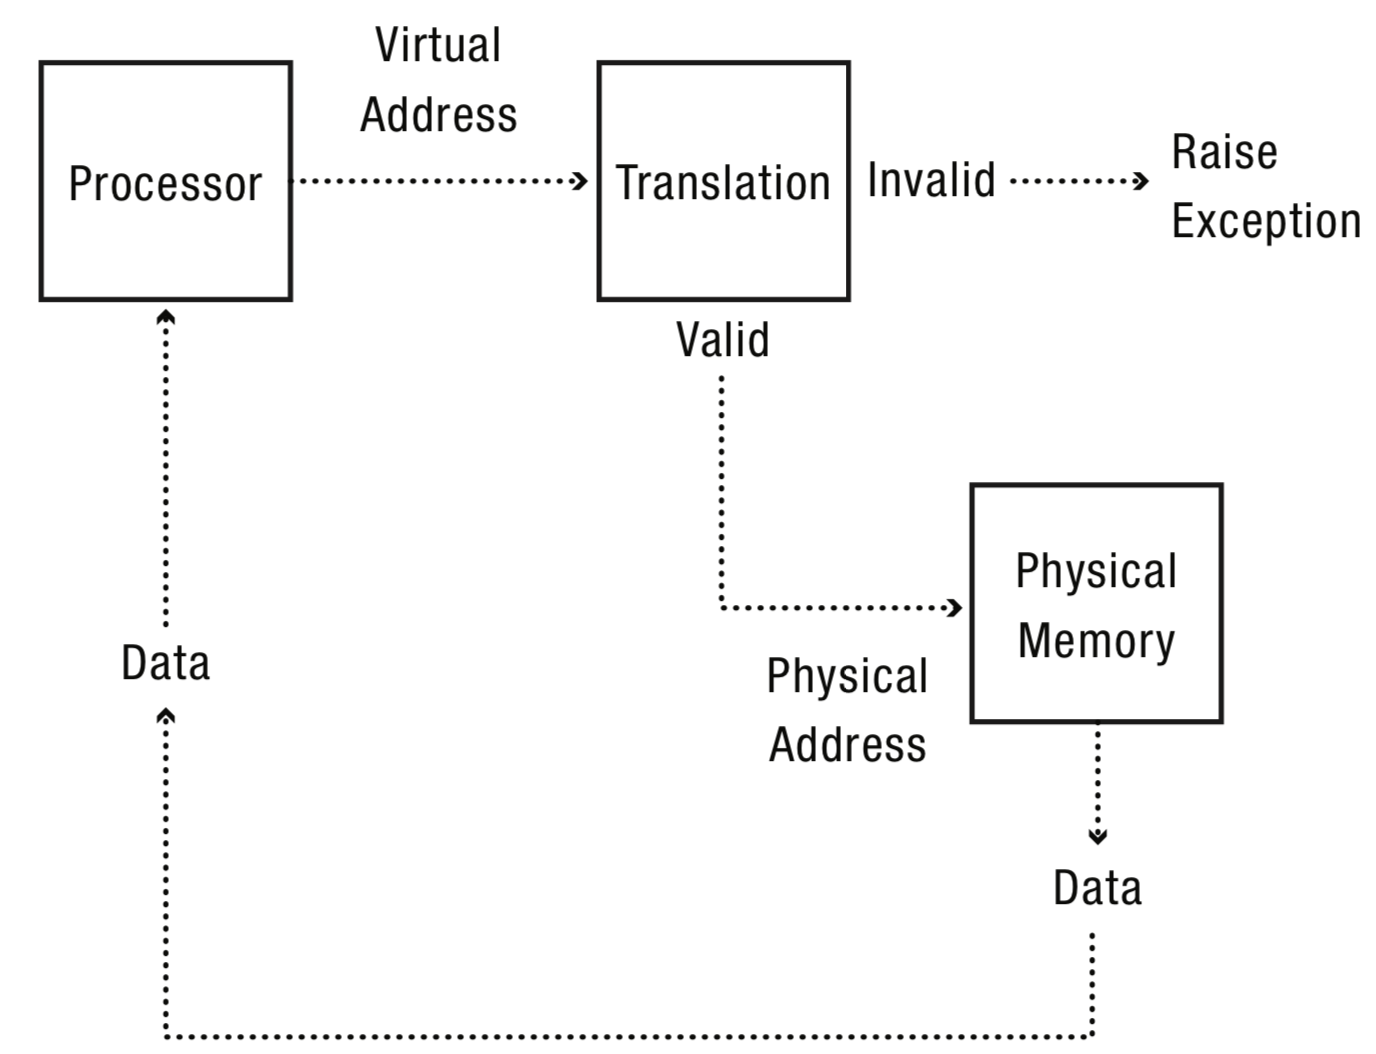 Virtual
Address
Processor
Translation
Invalid
Raise
Exception
Valid
Physical
Memory
Physical
Address
Data
Data